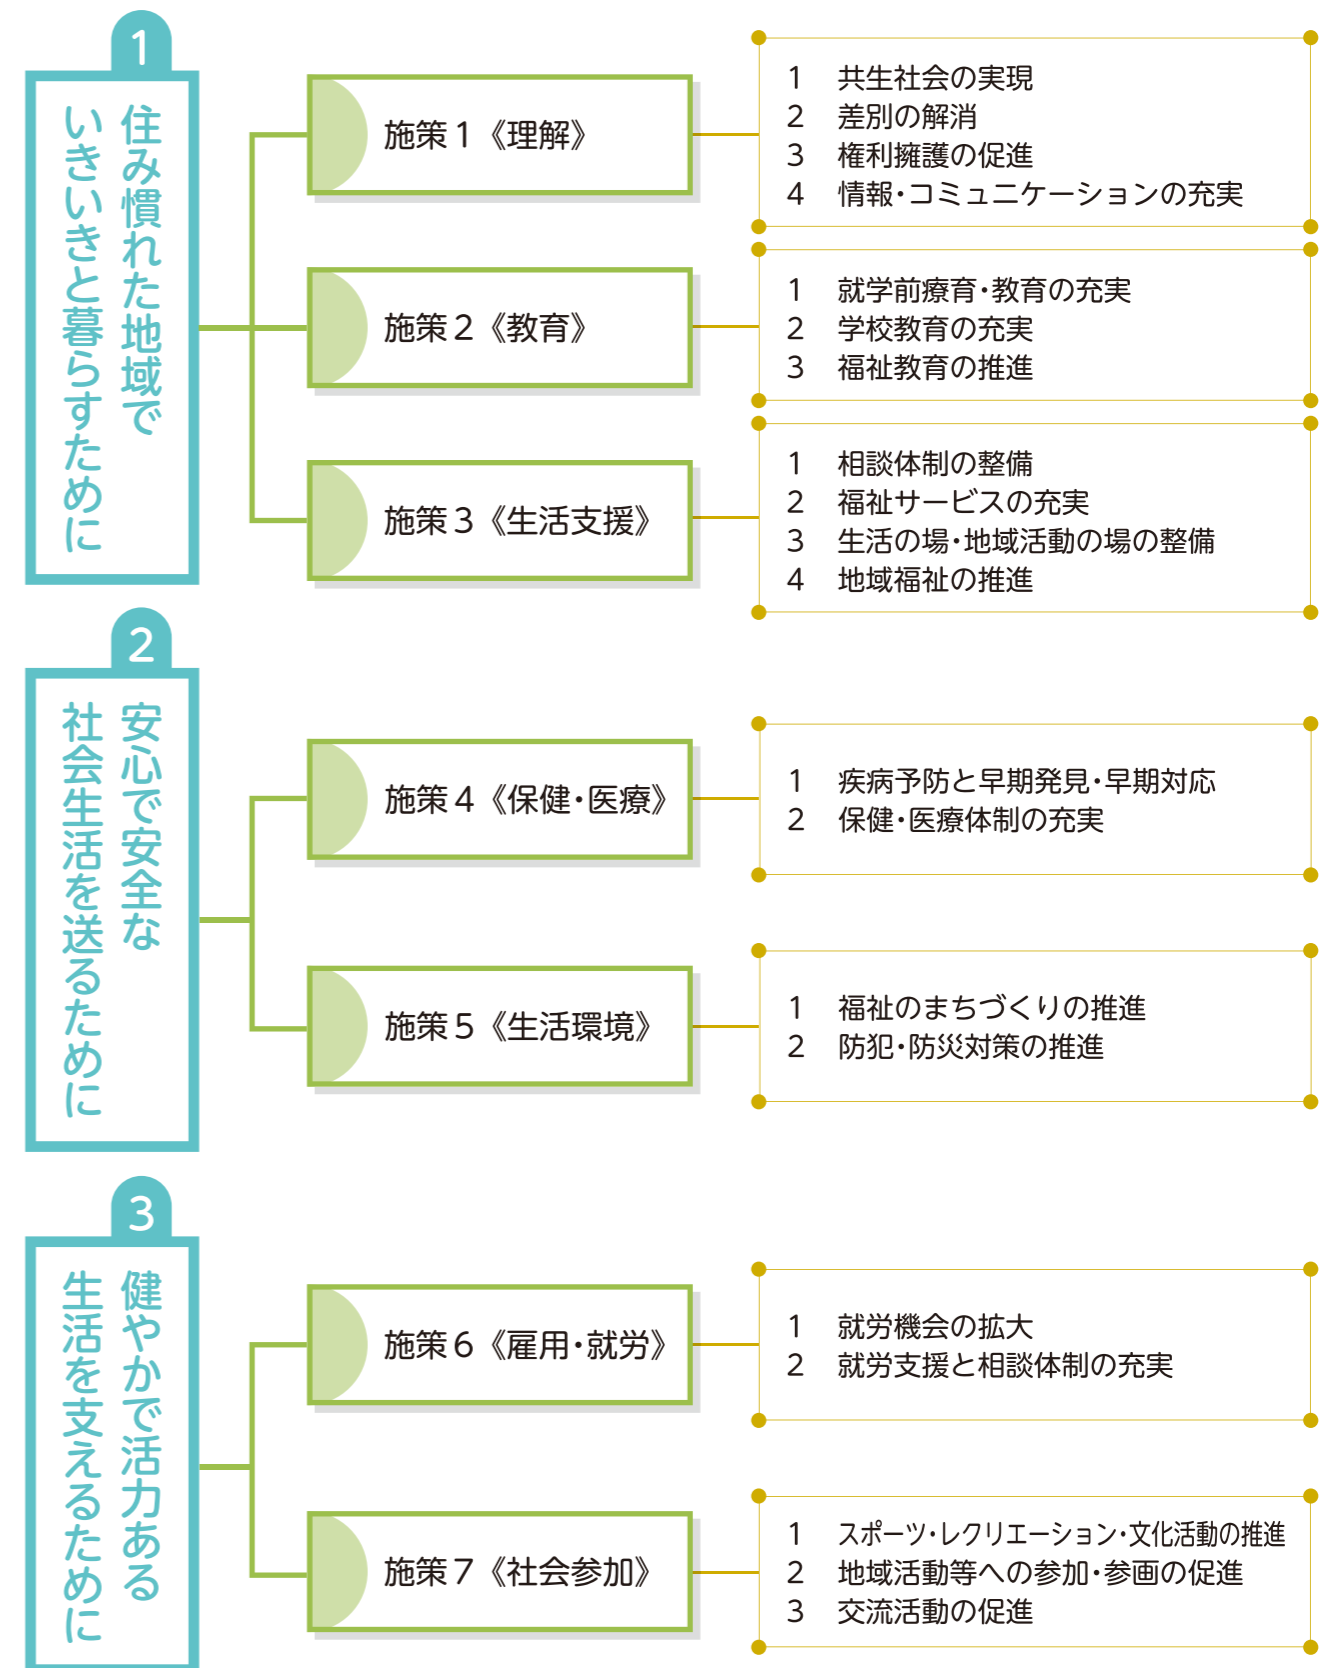 1
住み慣れた地域で
いきいきと暮らすために
施策1《理解》
1 共生社会の実現
2 差別の解消
3 権利擁護の促進
4 情報・コミュニケーションの充実
施策2《教育》
1 就学前療育・教育の充実
2 学校教育の充実
3 福祉教育の推進
施策3《生活支援》
1 相談体制の整備
2 福祉サービスの充実
3 生活の場・地域活動の場の整備
4 地域福祉の推進
2
安心で安全な
社会生活を送るために
施策4《保健・医療》
1 疾病予防と早期発見・早期対応
2 保健・医療体制の充実
施策5《生活環境》
1 福祉のまちづくりの推進
2 防犯・防災対策の推進
3
健やかで活力ある
生活を支えるために
施策6《雇用・就労》
1 就労機会の拡大
2 就労支援と相談体制の充実
施策7《社会参加》
1 スポーツ・レクリエーション・文化活動の推進
2 地域活動等への参加・参画の促進
3 交流活動の促進